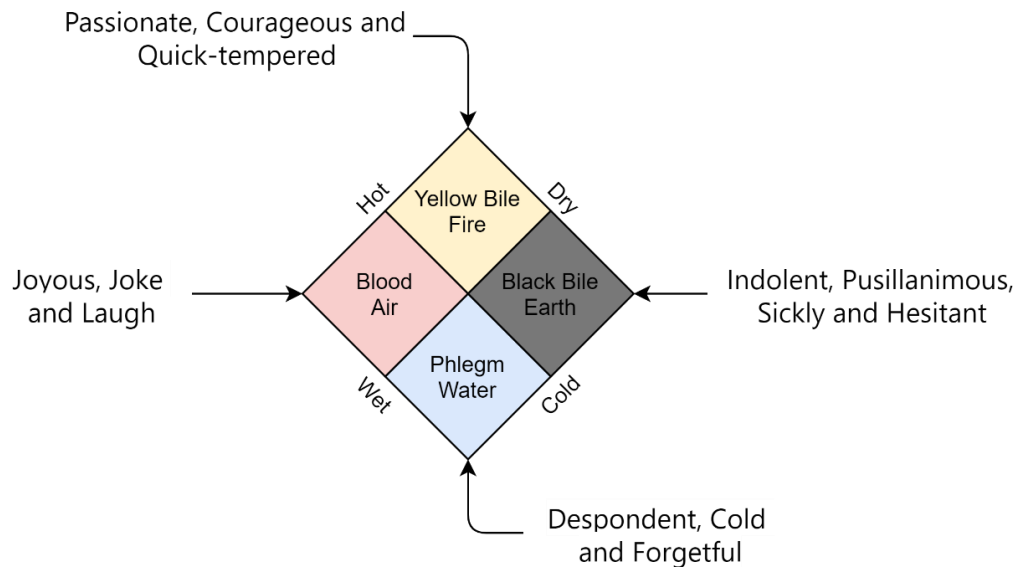 Passionate, Courageous and
Quick-tempered
Hot
Dry
Yellow Bile
Fire
Joyous, Joke
and Laugh
Blood
Air
Black Bile
Earth
Indolent, Pusillanimous,
Sickly and Hesitant
Phlegm
Water
Wet
Cold
Despondent, Cold
and Forgetful